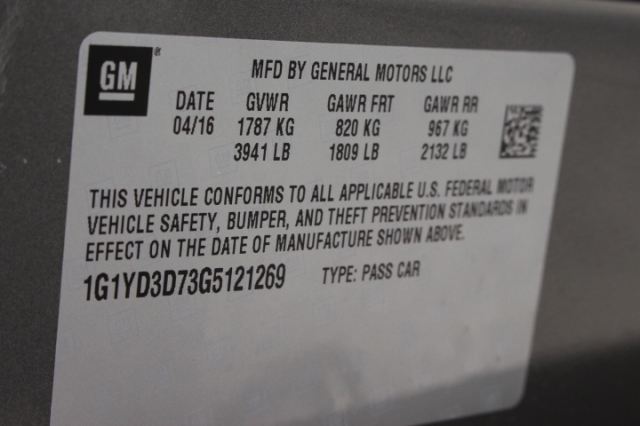 GM®
MFD BY GENERAL MOTORS LLC
DATE GVWR GAWR FRT GAWR RR
04/16 1787 KG 820 KG 967 KG
3941 LB 1809 LB 2132 LB
THIS VEHICLE CONFORMS TO ALL APPLICABLE U.S. FEDERAL MOTOR
VEHICLE SAFETY, BUMPER, AND THEFT PREVENTION STANDARDS IN
EFFECT ON THE DATE OF MANUFACTURE SHOWN ABOVE.
1G1YD3D73G5121269 TYPE: PASS CAR